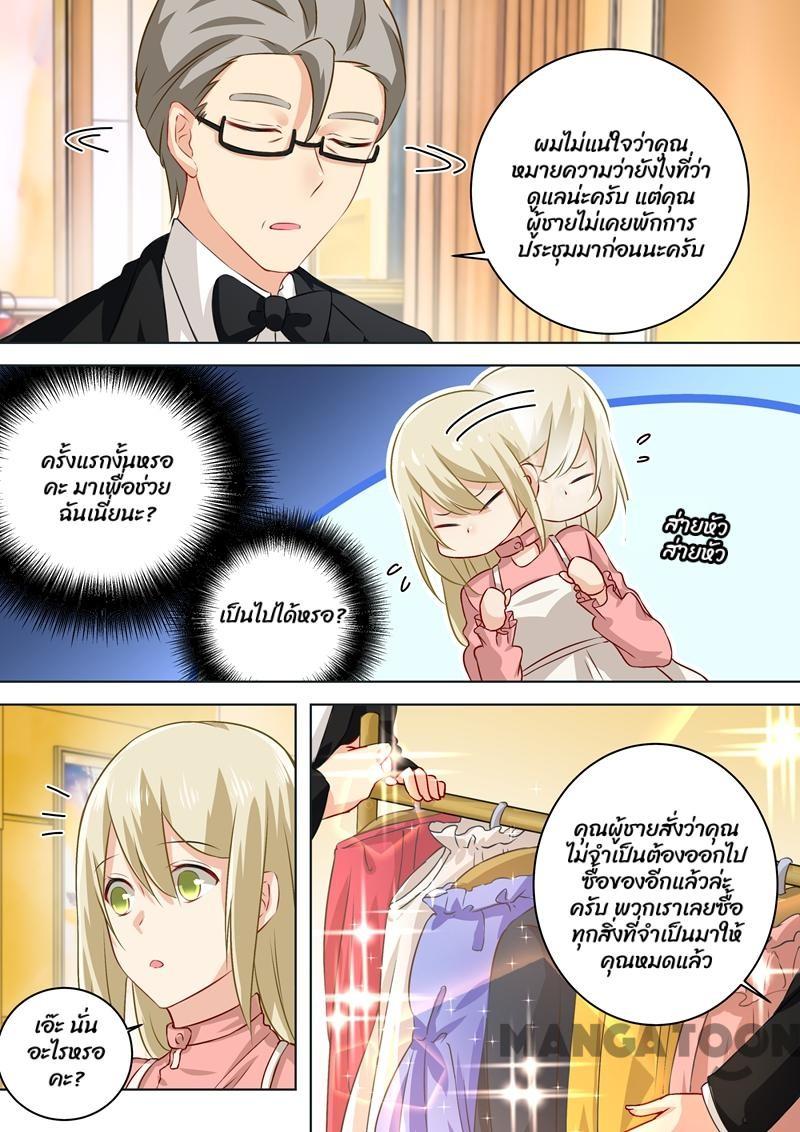 ผมไม่แน่ใจว่าคุณ
หมายความว่ายังไงที่ว่า
ดูแลน่ะครับ แต่คุณ
ผู้ชายไม่เคยพักการ
ประชุมมาก่อนนะครับ
ครั้งแรกงั้นหรอ
คะ มาเพื่อช่วย
ฉันเนี่ยนะ?
เป็นไปได้หรอ?
ส่ายหัว
ส่ายหัว
เอ๊ะ นั่น
อะไรหรอ
คะ?
คุณผู้ชายสั่งว่าคุณ
ไม่จำเป็นต้องออกไป
ซื้อของอีกแล้วล่ะ
ครับ พวกเราเลยซื้อ
ทุกสิ่งที่จำเป็นมาให้
คุณหมดแล้ว
MANGATOON